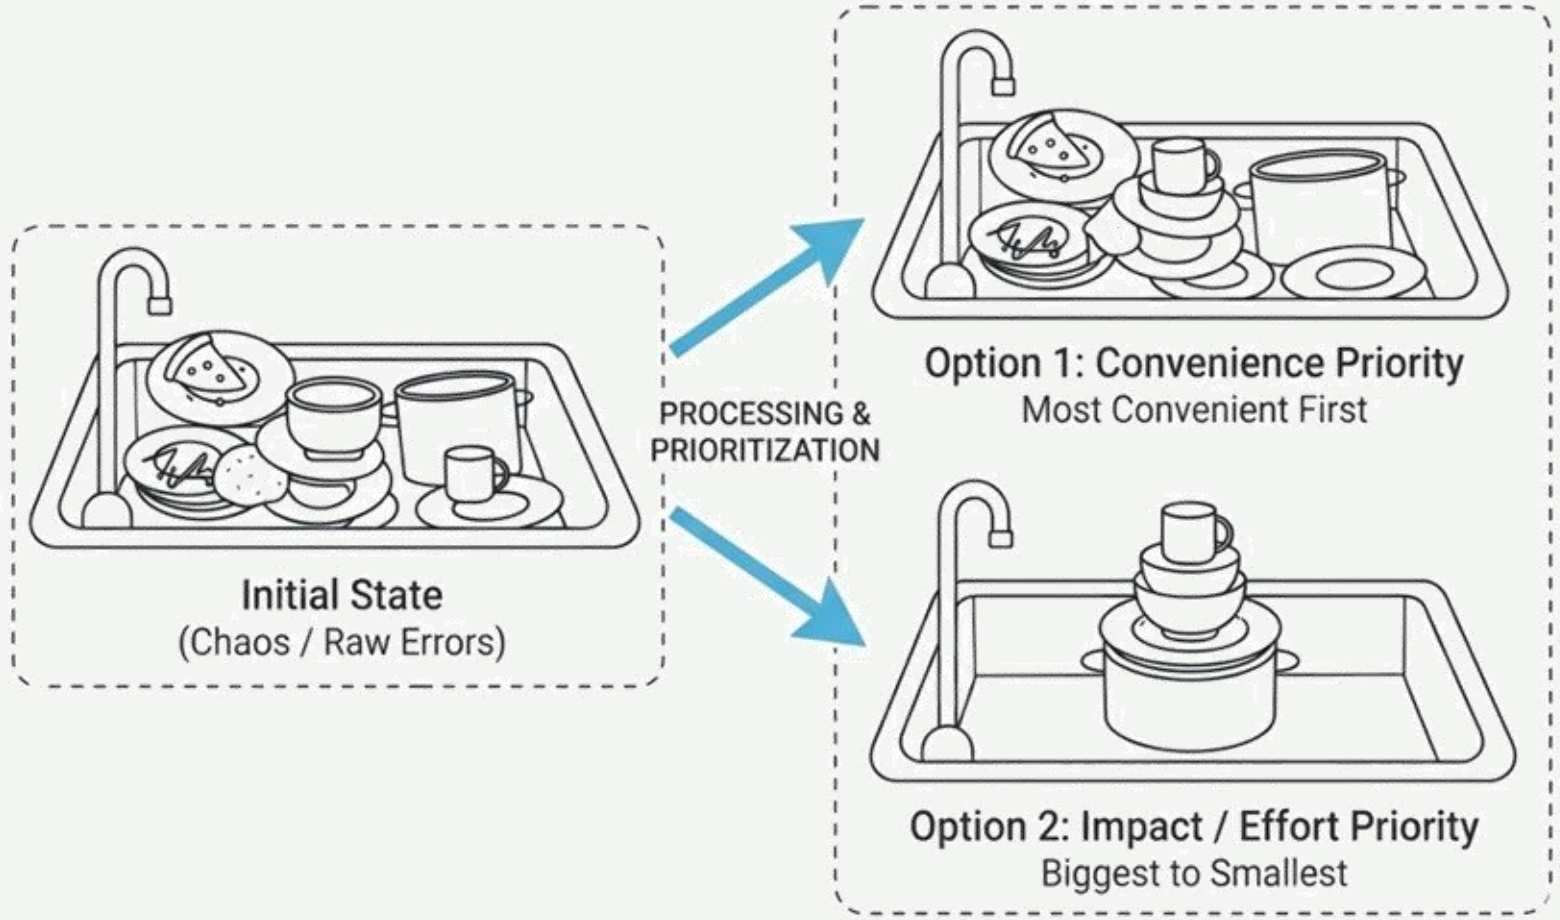 Initial State
(Chaos / Raw Errors)
PROCESSING &
PRIORITIZATION
Option 1: Convenience Priority
Most Convenient First
Option 2: Impact / Effort Priority
Biggest to Smallest